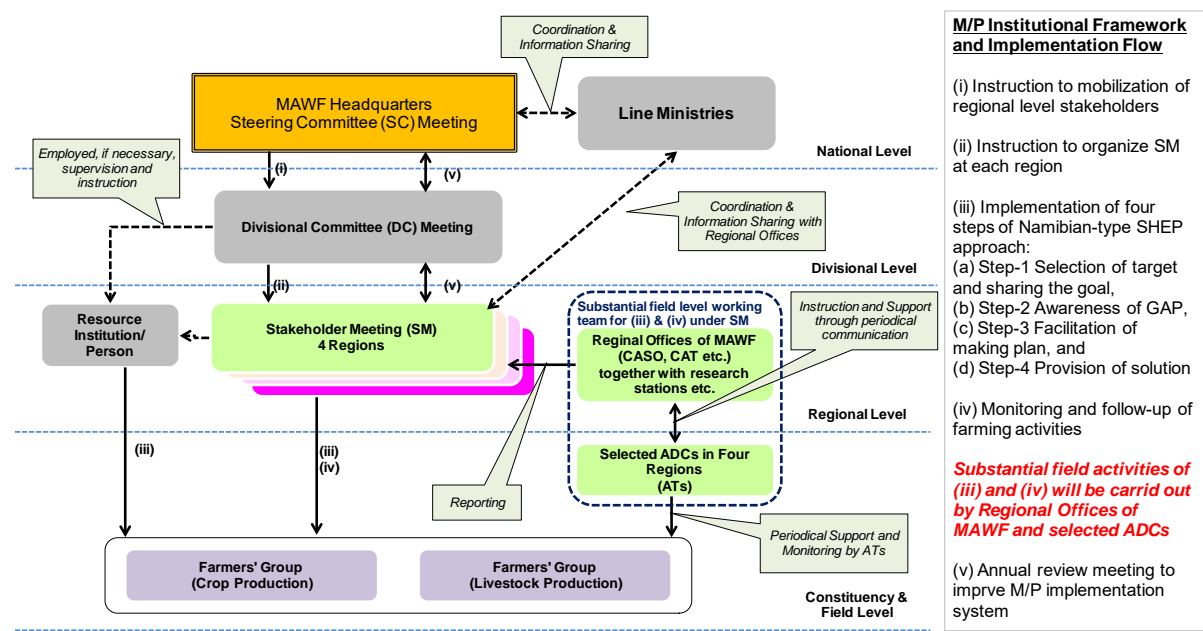 Coordination &
Information Sharing
MAWF Headquarters
Steering Committee (SC) Meeting
Line Ministries
Employed, if necessary,
supervision and
instruction
(i)
(v)
National Level
Divisional Committee (DC) Meeting
Coordination &
Information Sharing with
Regional Offices
(ii)
(v)
Divisional Level
Resource
Institution/
Person
Stakeholder Meeting (SM)
4 Regions
Substantial field level working
team for (iii) & (iv) under SM
Instruction and Support
through periodical
communication
Reginal Offices of MAWF
(CASO, CAT etc.)
together with research
stations etc.
Regional Level
(iii)
(iii)
(iv)
Selected ADCs in Four
Regions
(ATs)
Reporting
Periodical Support and
Monitoring by ATs
Farmers' Group
(Crop Production)
Farmers' Group
(Livestock Production)
Constituency &
Field Level
M/P Institutional Framework
and Implementation Flow
(i) Instruction to mobilization of
regional level stakeholders
(ii) Instruction to organize SM
at each region
(iii) Implementation of four
steps of Namibian-type SHEP
approach:
(a) Step-1 Selection of target
and sharing the goal,
(b) Step-2 Awareness of GAP,
(c) Step-3 Facilitation of
making plan, and
(d) Step-4 Provision of solution
(iv) Monitoring and follow-up of
farming activities
Substantial field activities of
(iii) and (iv) will be carrid out
by Regional Offices of
MAWF and selected ADCs
(v) Annual review meeting to
imprve M/P implementation
system